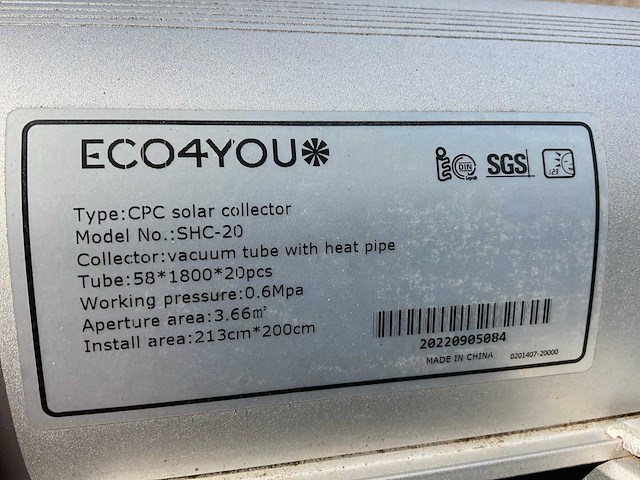 ECO4YOU
DIN
SGS
123
Type:CPC solar collector
Model No.:SHC-20
Collector:vacuum tube with heat pipe
Tube:58*1800*20pcs
Working pressure:0.6Mpa
Aperture area:3.66m²
Install area:213cm*200cm
20220905084
MADE IN CHINA 0201407-20000